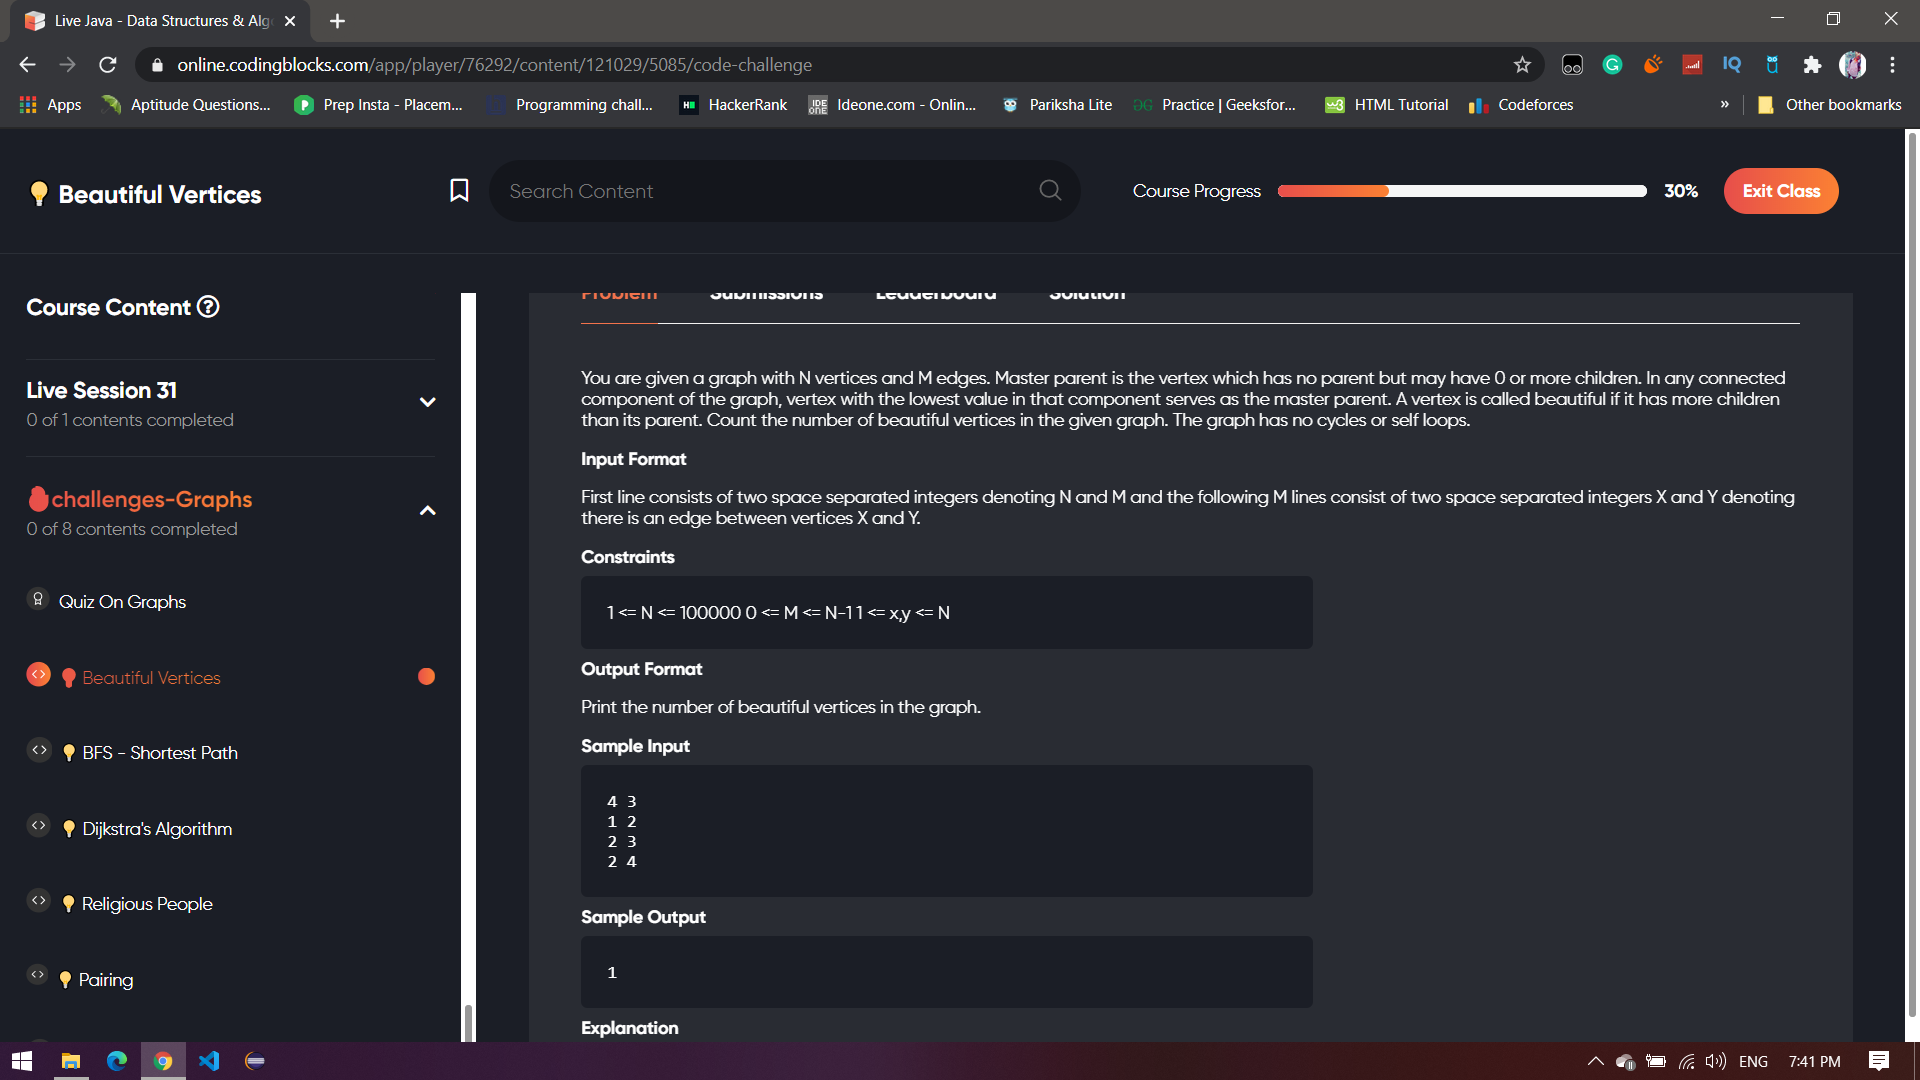 Live Java - Data Structures & Alg
online.codingblocks.com/app/player/76292/content/121029/5085/code-challenge
IQ
Apps
Aptitude Questions...
Prep Insta - Placem...
Programming chall...
HackerRank
IDE ONE
Ideone.com - Onlin...
Pariksha Lite
Practice | Geeksfor...
HTML Tutorial
Codeforces
»
Other bookmarks
Beautiful Vertices
Search Content
Course Progress
30%
Exit Class
Course Content
Live Session 31
0 of 1 contents completed
challenges-Graphs
0 of 8 contents completed
Quiz On Graphs
Beautiful Vertices
BFS - Shortest Path
Dijkstra's Algorithm
Religious People
Pairing
Problem Submissions Leaderboard Solution
You are given a graph with N vertices and M edges. Master parent is the vertex which has no parent but may have 0 or more children. In any connected
component of the graph, vertex with the lowest value in that component serves as the master parent. A vertex is called beautiful if it has more children
than its parent. Count the number of beautiful vertices in the given graph. The graph has no cycles or self loops.
Input Format
First line consists of two space separated integers denoting N and M and the following M lines consist of two space separated integers X and Y denoting
there is an edge between vertices X and Y.
Constraints
1 <= N <= 100000 0 <= M <= N-1 1 <= x,y <= N
Output Format
Print the number of beautiful vertices in the graph.
Sample Input
4 3
1 2
2 3
2 4
Sample Output
1
Explanation
ENG
7:41 PM